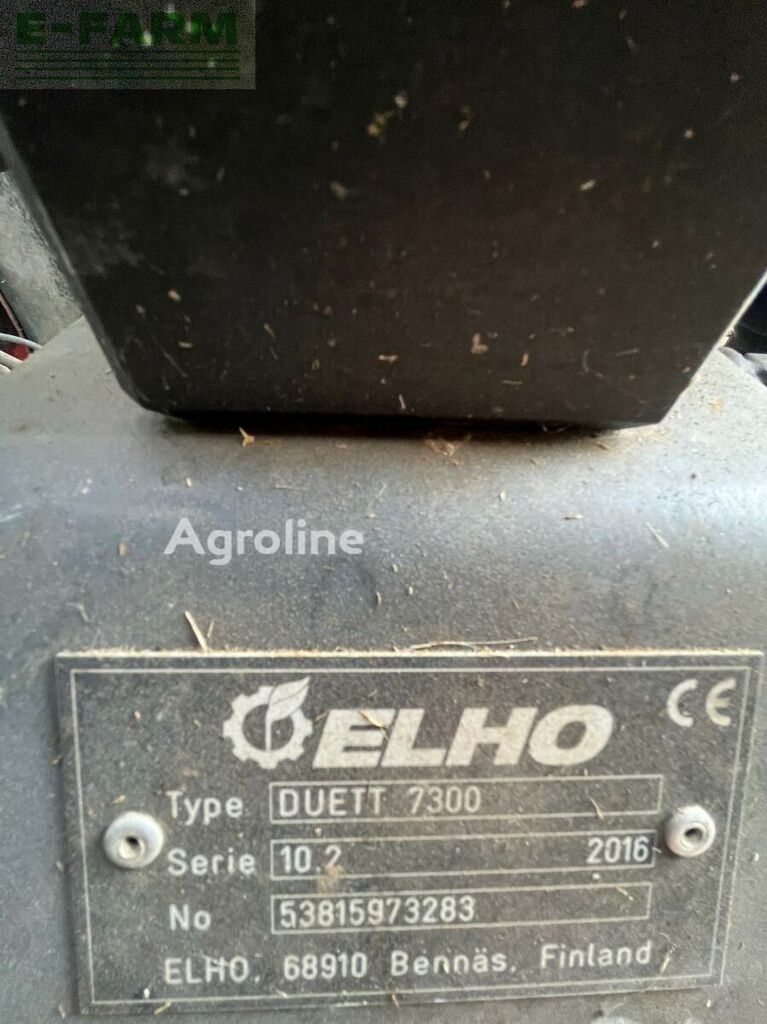 E-FARM
Agroline
ELHO CE
Type DUETT 7300
Serie 10.2 2016
No 53815973283
ELHO, 68910 Bennäs, Finland